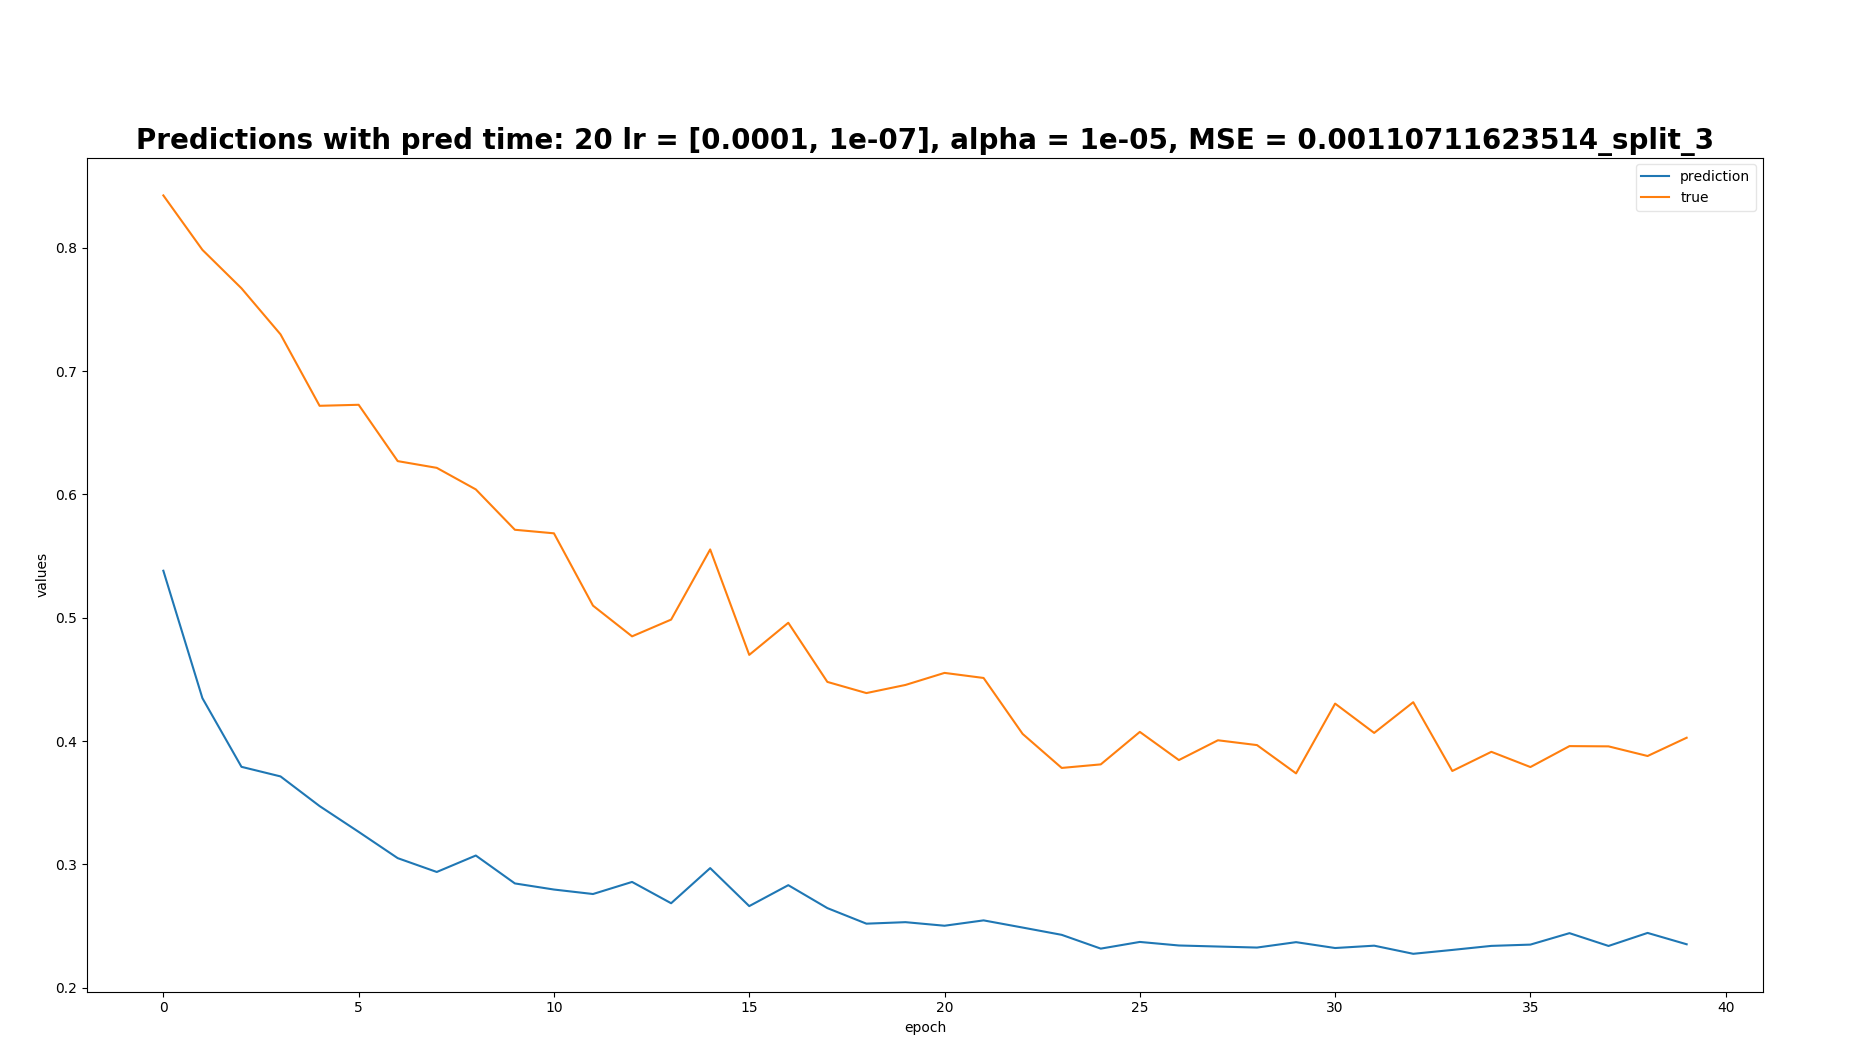 Predictions with pred time: 20 lr = [0.0001, 1e-07], alpha = 1e-05, MSE = 0.00110711623514_split_3
prediction
true
0.8
0.7
0.6
0.5
0.4
0.3
0.2
values
0 5 10 15 20 25 30 35 40
epoch